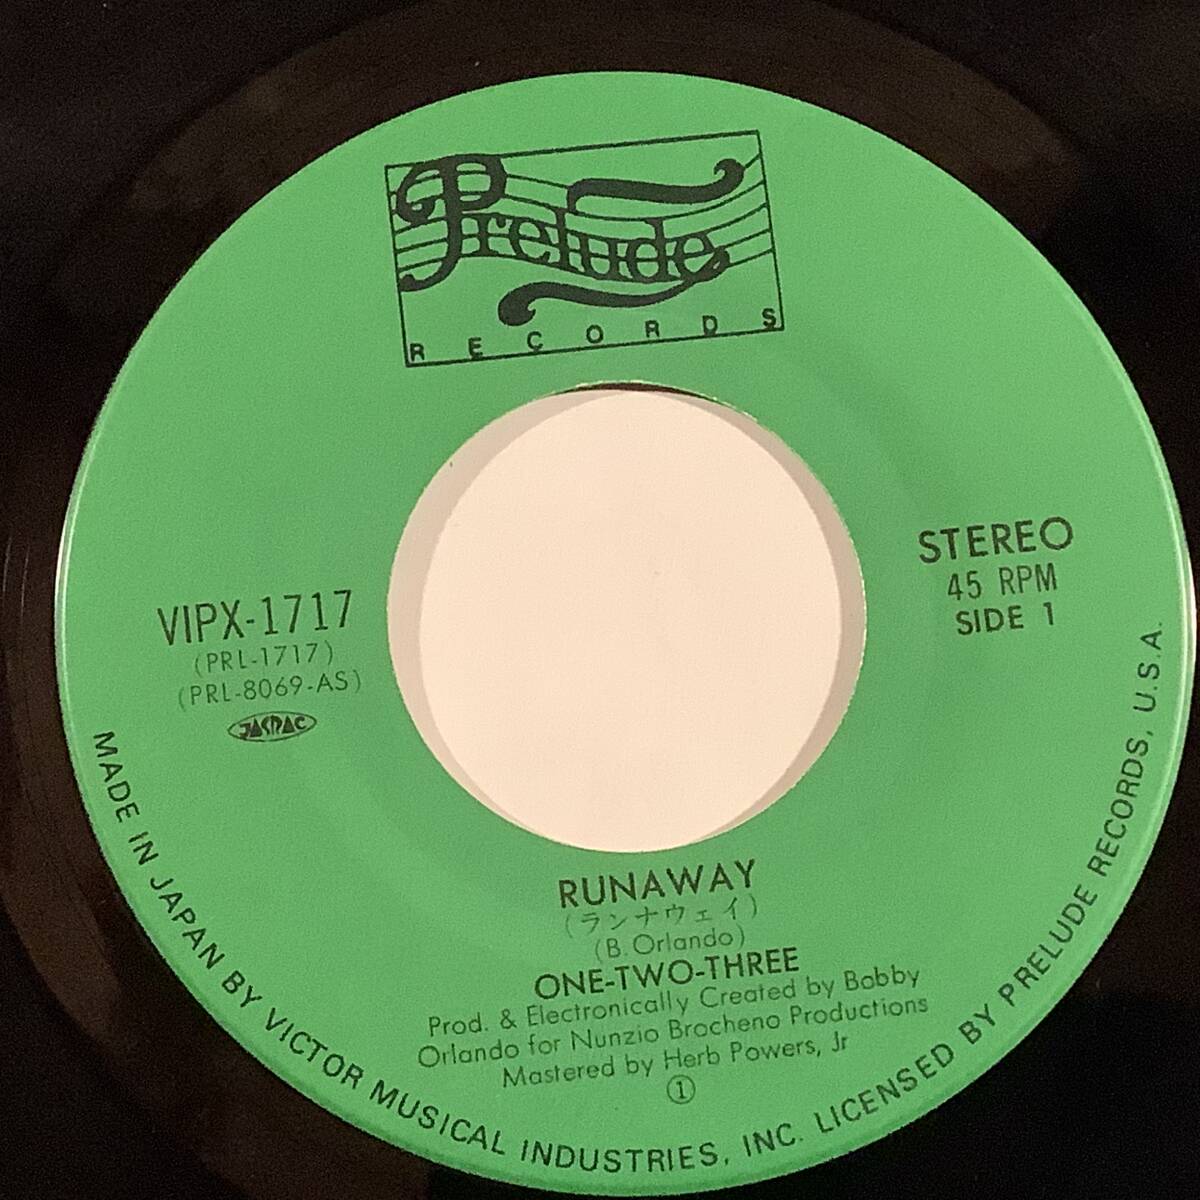 Prelude
RECORDS
STEREO
45 RPM
SIDE 1
VIPX-1717
(PRL-1717)
(PRL-8069-AS)
JASRAC
RUNAWAY
(ランナウェイ)
(B. Orlando)
ONE-TWO-THREE
Prod. & Electronically Created by Bobby
Orlando for Nunzio Brocheno Productions
Mastered by Herb Powers, Jr
①
MADE IN JAPAN BY VICTOR MUSICAL INDUSTRIES, INC. LICENSED BY PRELUDE RECORDS, U.S.A.